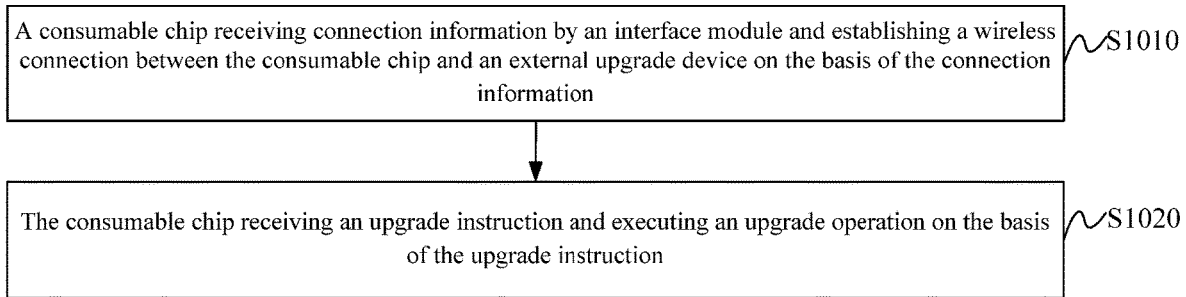 A consumable chip receiving connection information by an interface module and establishing a wireless
connection between the consumable chip and an external upgrade device on the basis of the connection
information
S1010
The consumable chip receiving an upgrade instruction and executing an upgrade operation on the basis
of the upgrade instruction
S1020